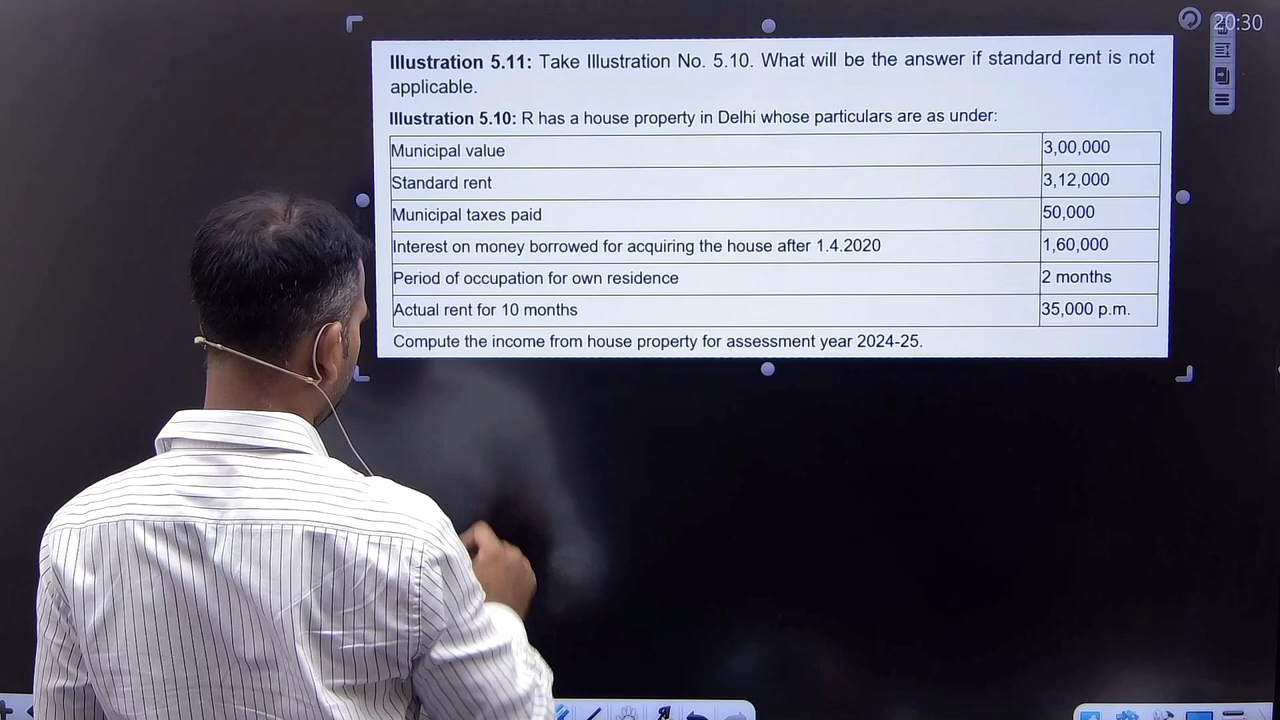 20:30
Illustration 5.11: Take Illustration No. 5.10. What will be the answer if standard rent is not
applicable.
Illustration 5.10: R has a house property in Delhi whose particulars are as under:
Municipal value 3,00,000
Standard rent 3,12,000
Municipal taxes paid 50,000
Interest on money borrowed for acquiring the house after 1.4.2020 1,60,000
Period of occupation for own residence 2 months
Actual rent for 10 months 35,000 p.m.
Compute the income from house property for assessment year 2024-25.